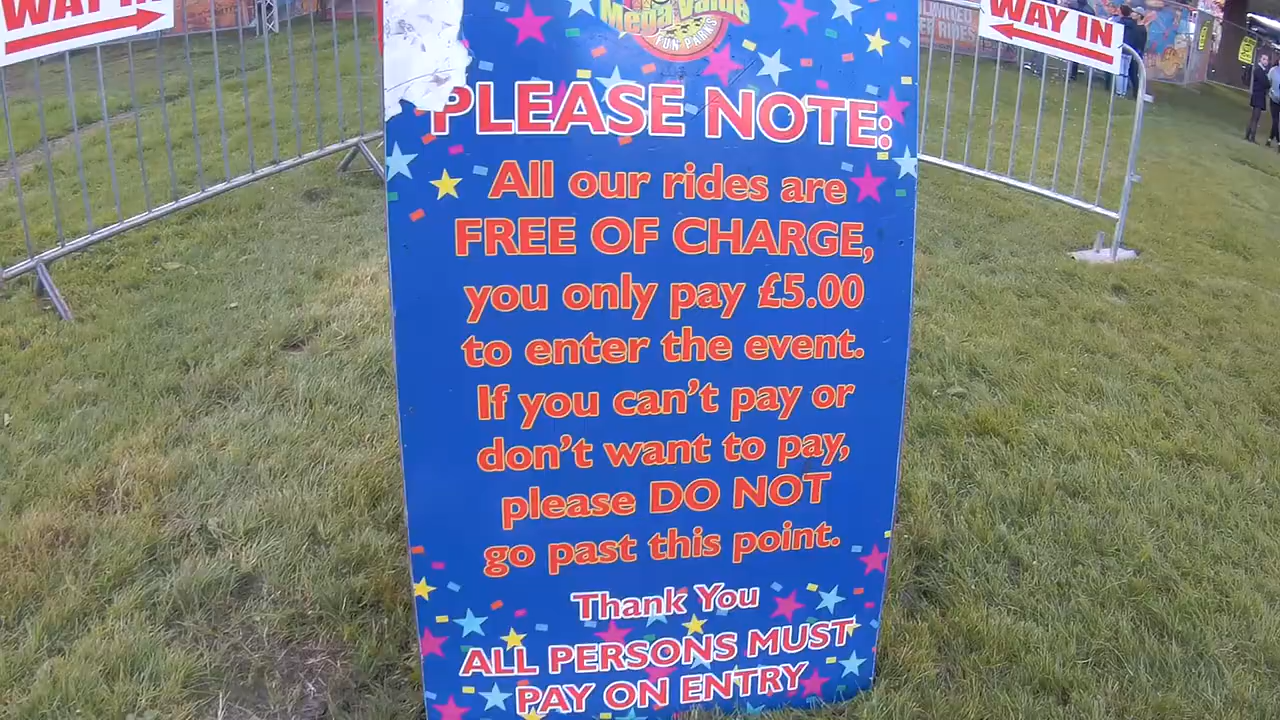 WAY IN
Mega Value
FUN PARKS
PLEASE NOTE:
All our rides are
FREE OF CHARGE,
you only pay £5.00
to enter the event.
If you can't pay or
don't want to pay,
please DO NOT
go past this point.
Thank You
ALL PERSONS MUST
PAY ON ENTRY
WAY IN
LIMITED
RIDES